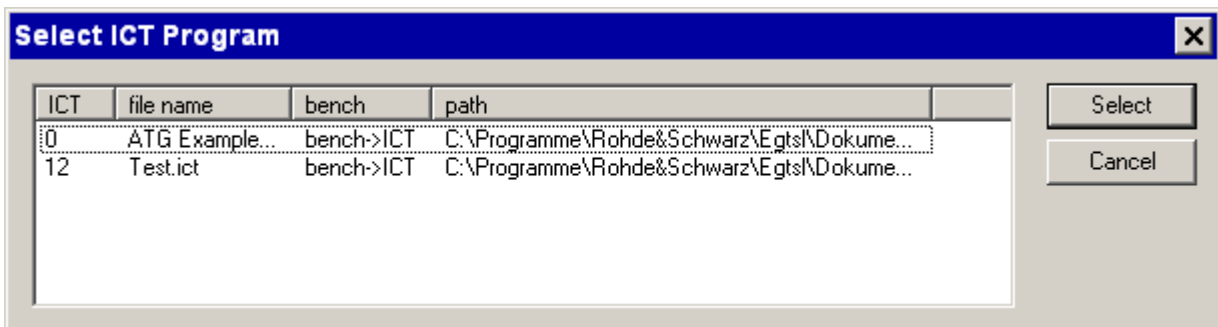 Select ICT Program
ICT file name bench path
0 ATG Example... bench->ICT C:\Programme\Rohde&Schwarz\Egtsl\Dokume...
12 Test.ict bench->ICT C:\Programme\Rohde&Schwarz\Egtsl\Dokume...
Select
Cancel